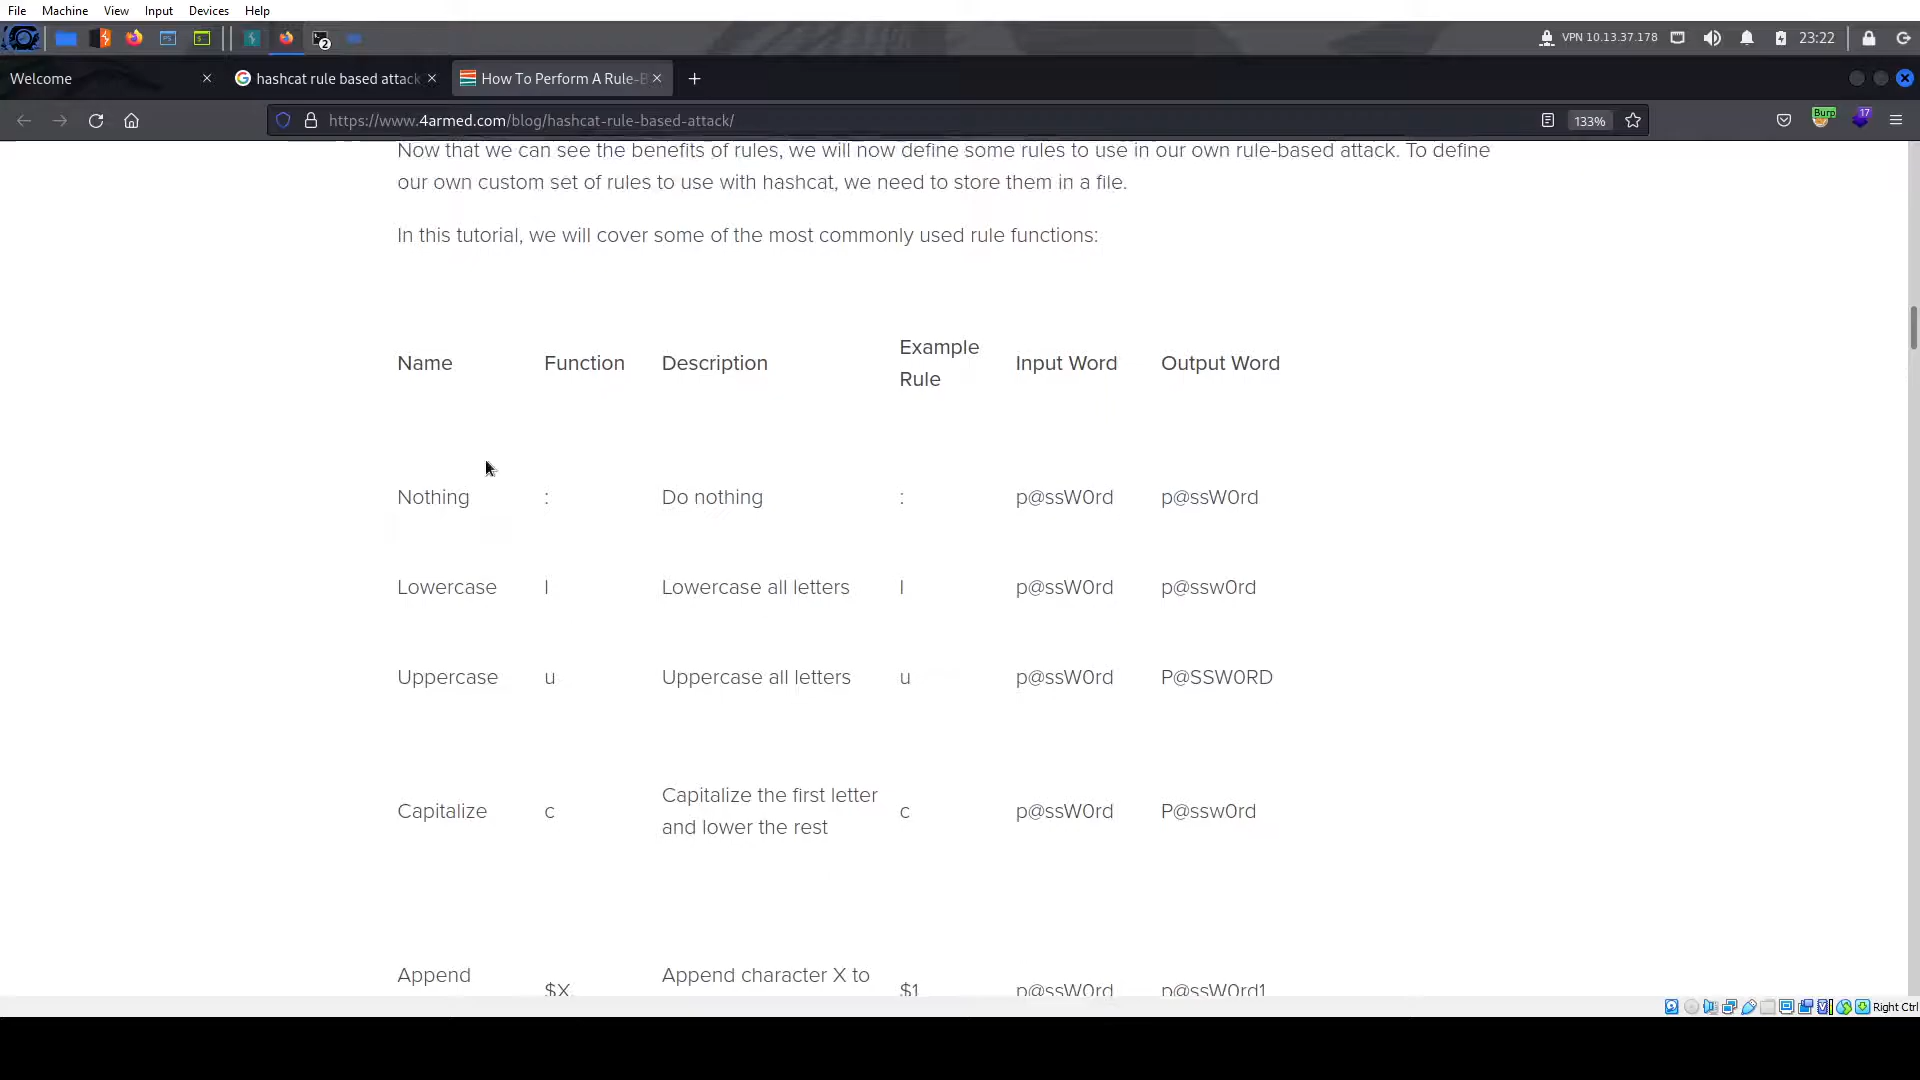 File Machine View Input Devices Help
2 VPN 10.13.37.178 23:22
Welcome hashcat rule based attack How To Perform A Rule-B
https://www.4armed.com/blog/hashcat-rule-based-attack/ 133% Burp 17
Now that we can see the benefits of rules, we will now define some rules to use in our own rule-based attack. To define
our own custom set of rules to use with hashcat, we need to store them in a file.
In this tutorial, we will cover some of the most commonly used rule functions:
Name Function Description Example Rule Input Word Output Word
Nothing : Do nothing : p@ssW0rd p@ssW0rd
Lowercase l Lowercase all letters l p@ssW0rd p@ssw0rd
Uppercase u Uppercase all letters u p@ssW0rd P@SSW0RD
Capitalize c Capitalize the first letter
and lower the rest c p@ssW0rd P@ssw0rd
Append Append character X to
$X $1 p@ssW0rd p@ssW0rd1
Right Ctrl